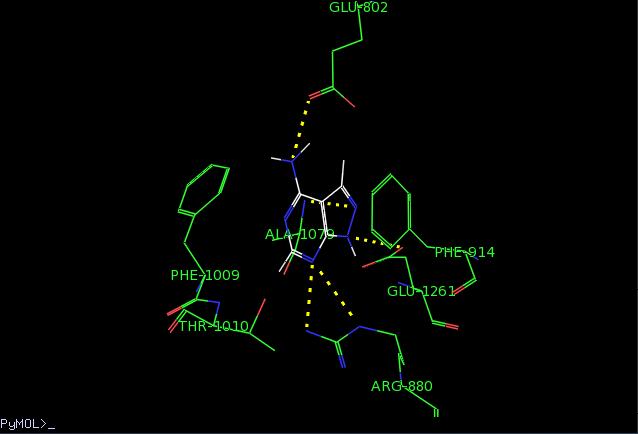 GLU-802
ALA-1079
PHE-914
PHE-1009
GLU-1261
THR-1010
ARG-880
PyMOL>_